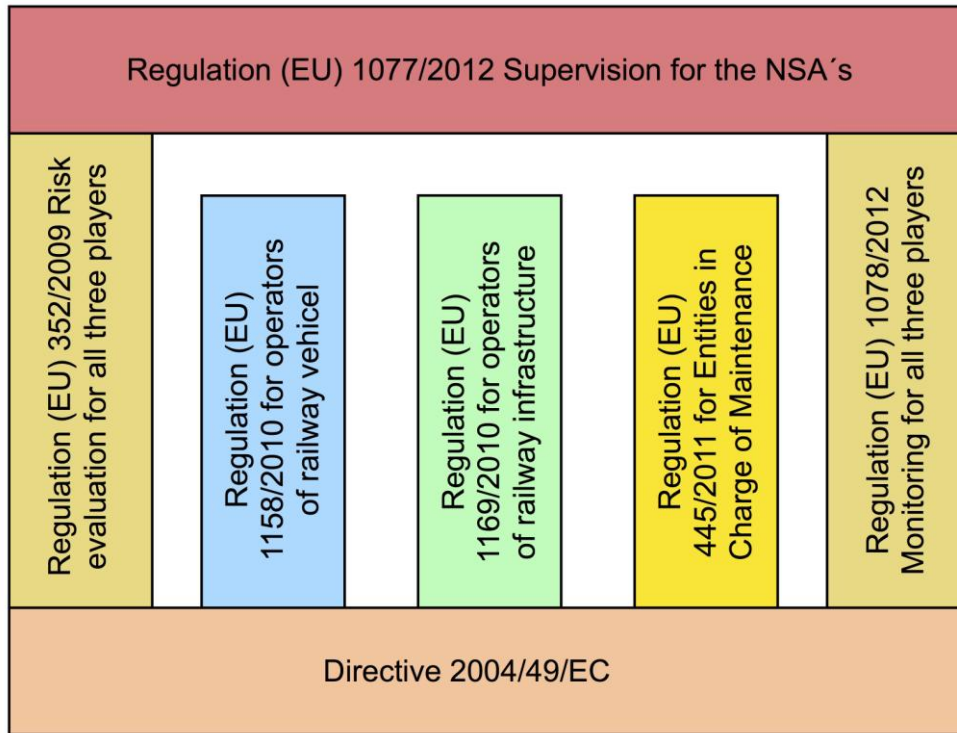 Regulation (EU) 1077/2012 Supervision for the NSA´s
Regulation (EU) 352/2009 Risk
evaluation for all three players
Regulation (EU)
1158/2010 for operators
of railway vehicel
Regulation (EU)
1169/2010 for operators
of railway infrastructure
Regulation (EU)
445/2011 for Entities in
Charge of Maintenance
Regulation (EU) 1078/2012
Monitoring for all three players
Directive 2004/49/EC